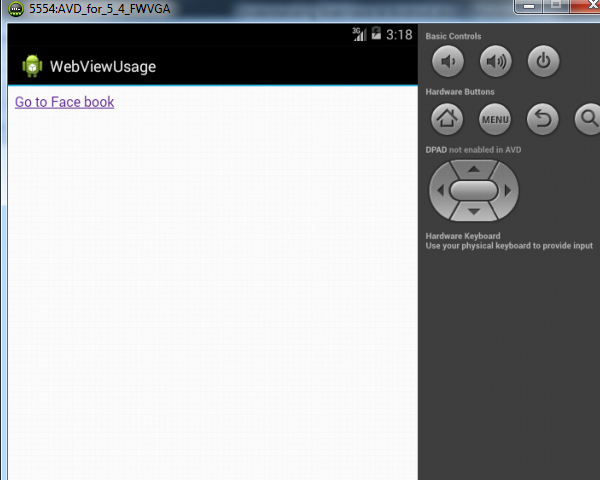 5554:AVD_for_5_4_FWVGA
3G
3:18
WebViewUsage
Go to Face book
Basic Controls
Hardware Buttons
MENU
DPAD not enabled in AVD
Hardware Keyboard
Use your physical keyboard to provide input